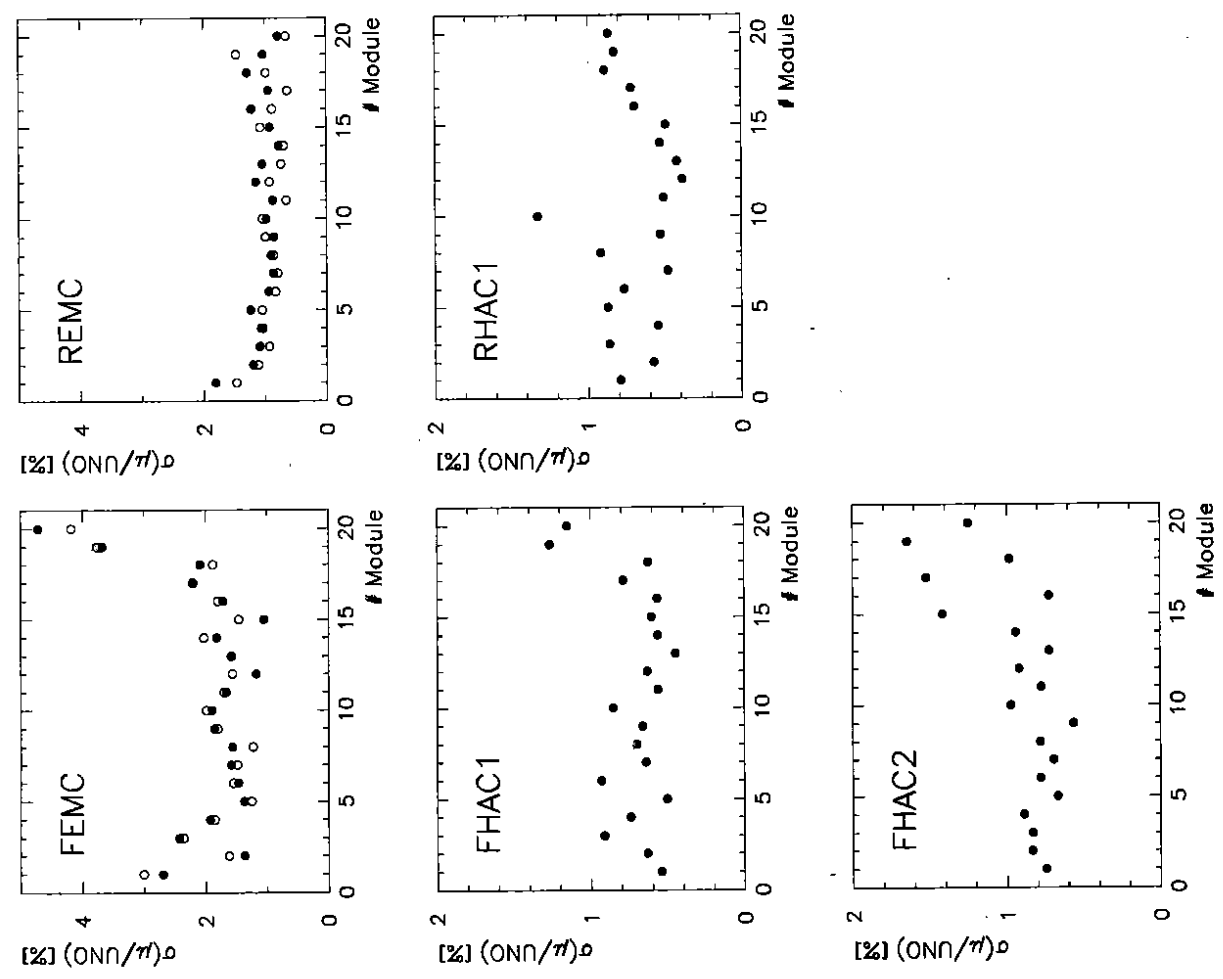 σ(μ/UNO) [%]
FEMC
4
2
0
0 5 10 15 20
# Module
σ(μ/UNO) [%]
REMC
4
2
0
0 5 10 15 20
# Module
σ(μ/UNO) [%]
FHAC1
2
1
0
0 5 10 15 20
# Module
σ(μ/UNO) [%]
RHAC1
2
1
0
0 5 10 15 20
# Module
σ(μ/UNO) [%]
FHAC2
2
1
0
0 5 10 15 20
# Module